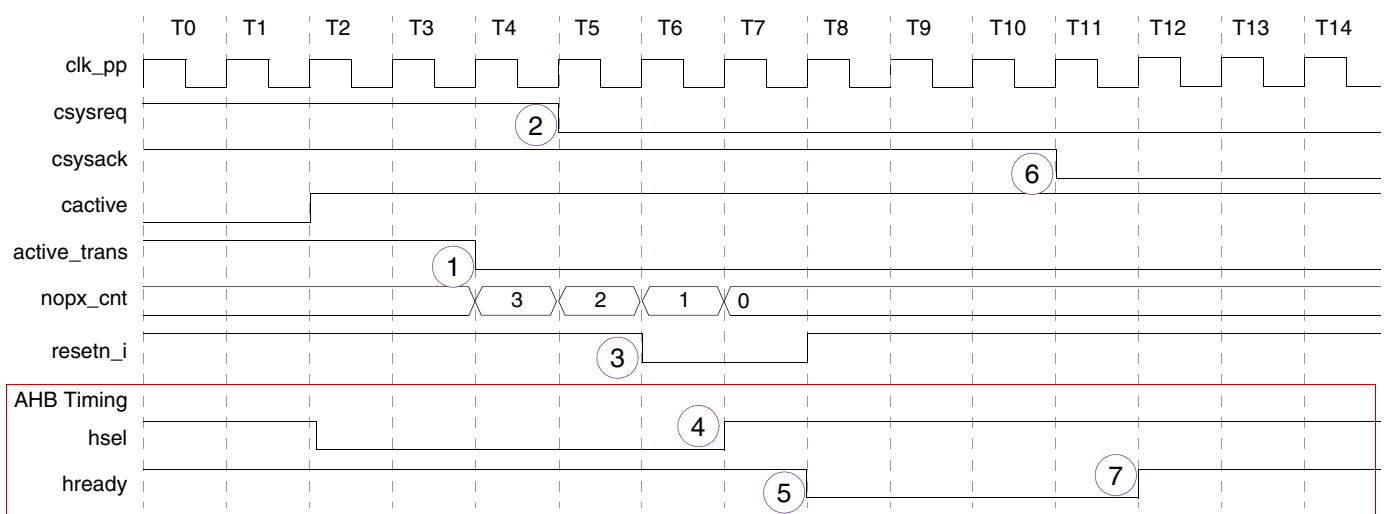 T0 T1 T2 T3 T4 T5 T6 T7 T8 T9 T10 T11 T12 T13 T14
clk_pp
csysreq
2
csysack
6
cactive
active_trans
1
nopx_cnt 3 2 1 0
resetn_i
3
AHB Timing
hsel
4
hready
5
7